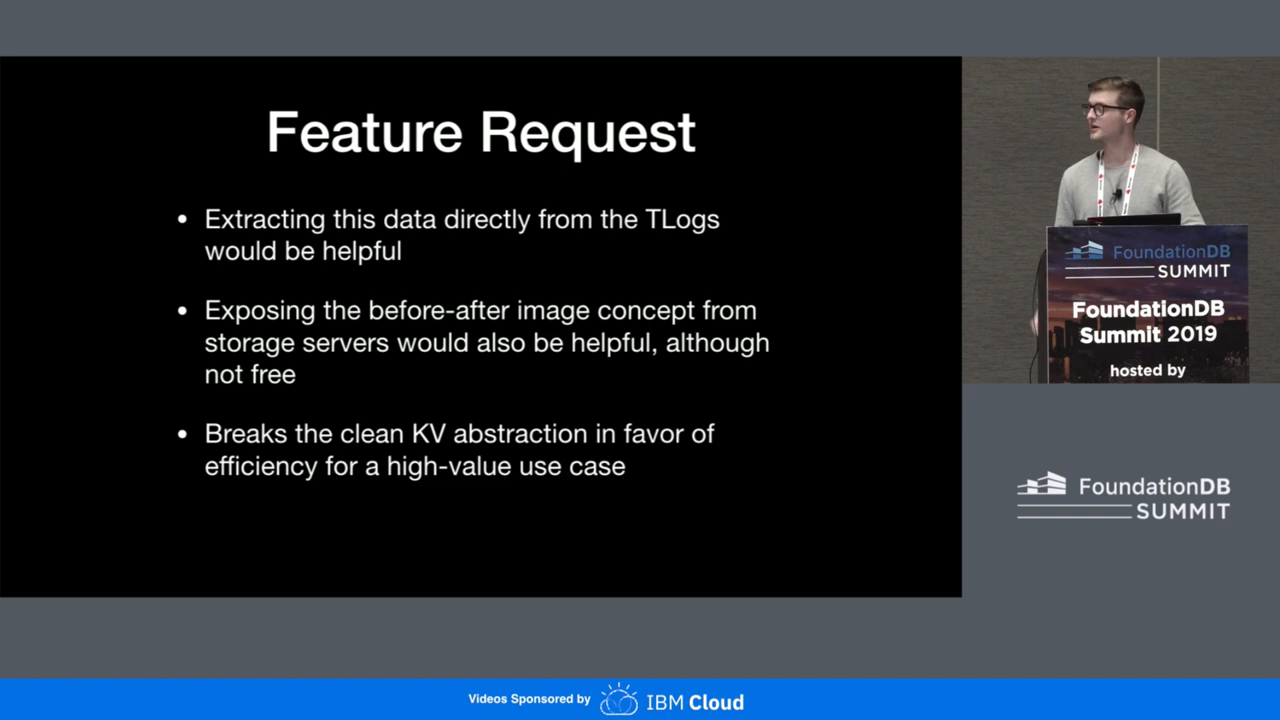 Feature Request
• Extracting this data directly from the TLogs
would be helpful
• Exposing the before-after image concept from
storage servers would also be helpful, although
not free
• Breaks the clean KV abstraction in favor of
efficiency for a high-value use case
FoundationDB
SUMMIT
FoundationDB
Summit 2019
hosted by
FoundationDB
SUMMIT
Videos Sponsored by IBM Cloud